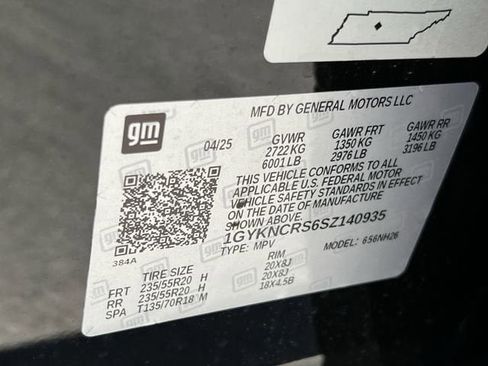 gm
MFD BY GENERAL MOTORS LLC
04/25 GVWR GAWR FRT GAWR RR
2722 KG 1350 KG 1450 KG
6001 LB 2976 LB 3196 LB
THIS VEHICLE CONFORMS TO ALL
APPLICABLE U.S. FEDERAL MOTOR
VEHICLE SAFETY STANDARDS IN EFFECT
ON THE DATE OF MANUFACTURE
SHOWN ABOVE.
1GYKNCRS6SZ140935
TYPE: MPV MODEL: 656NH26
384A
TIRE SIZE RIM
FRT 235/55R20 H 20X8J
RR 235/55R20 H 20X8J
SPA T135/70R18 M 18X4.5B